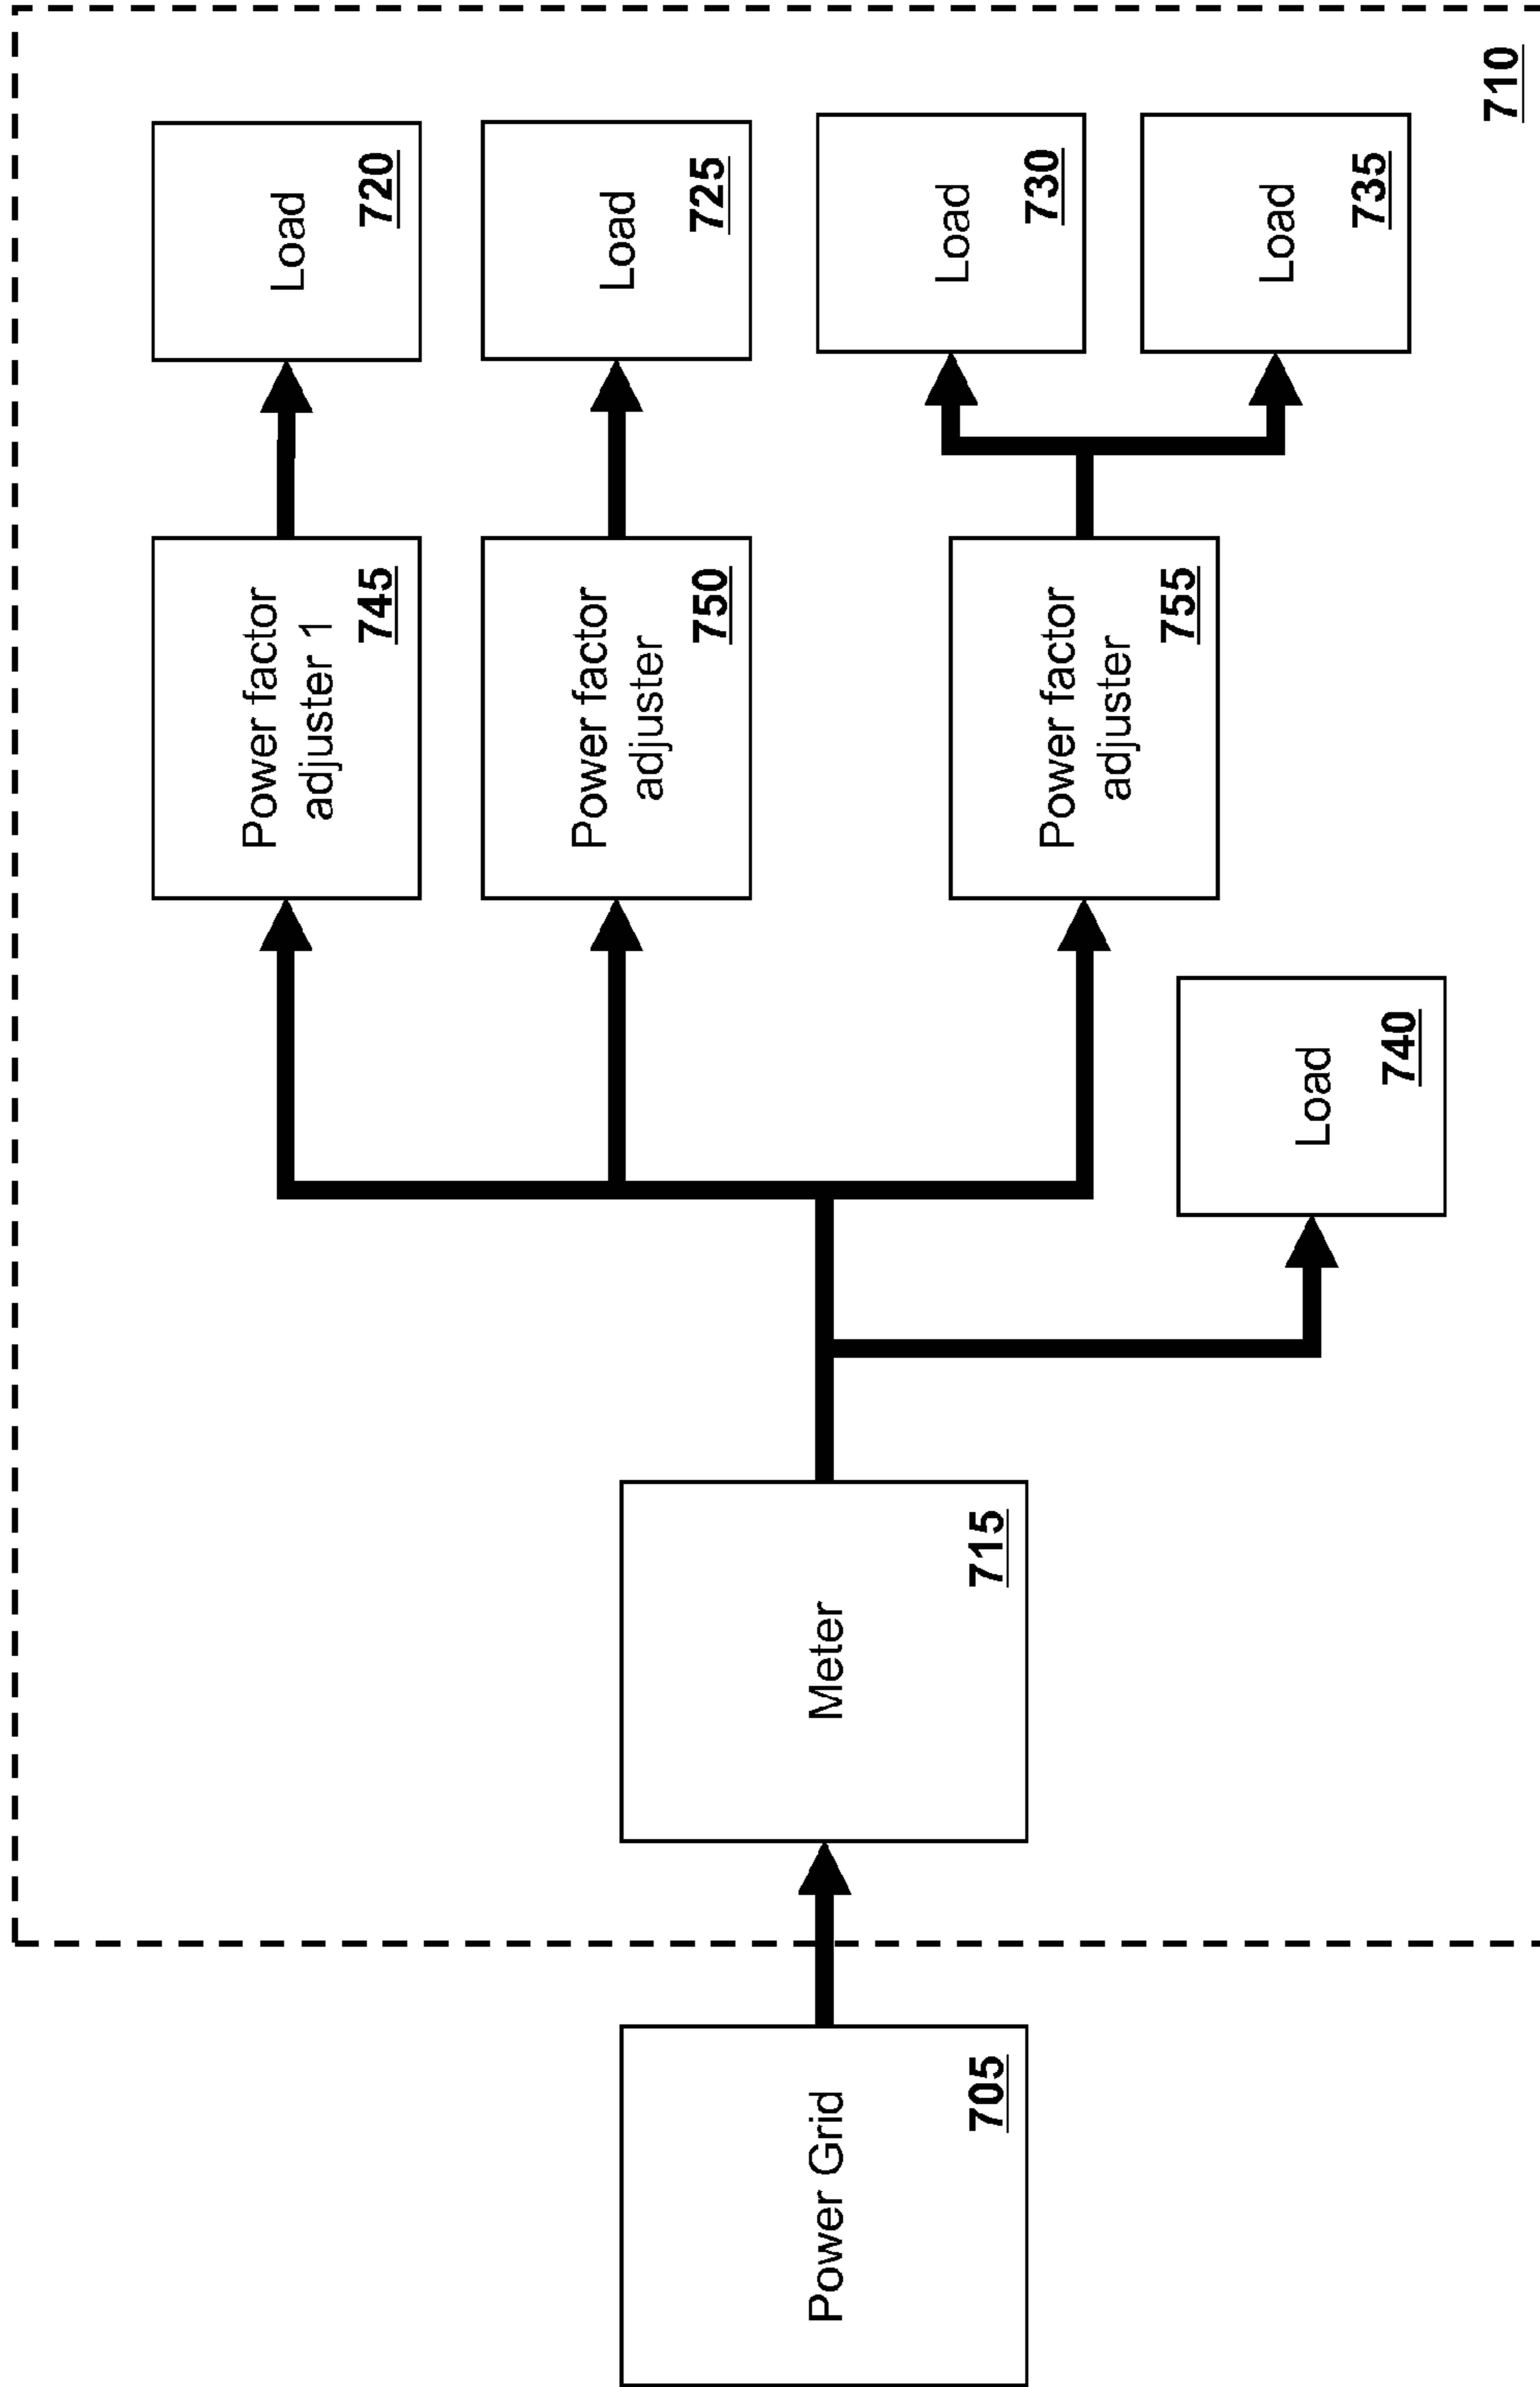 Power Grid
705
Meter
715
Power factor
adjuster 1
745
Load
720
Power factor
adjuster
750
Load
725
Power factor
adjuster
755
Load
730
Load
735
Load
740
710